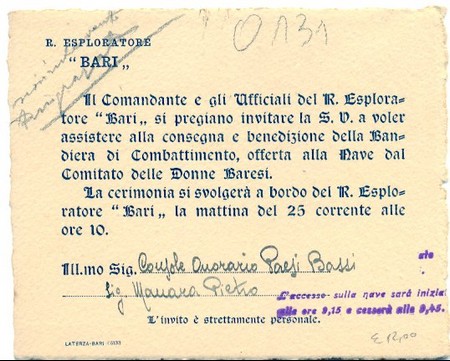 0131
R. ESPLORATORE
"BARI„
Il Comandante e gli Ufficiali del R. Esplora=
tore "Bari„ si pregiano invitare la S. V. a voler
assistere alla consegna e benedizione della Ban=
diera di Combattimento, offerta alla Nave dal
Comitato delle Donne Baresi.
La cerimonia si svolgerà a bordo del R. Esplo=
ratore "Bari„ la mattina del 25 corrente alle
ore 10.
Ill.mo Sig. Console Onorario Paesi Bassi
Sig. Manara Pietro
L'accesso sulla nave sarà inizia
alle ore 9,15 e cesserà alle 9,45.
L'invito è strettamente personale.
LATERZA-BARI
€ 12,00